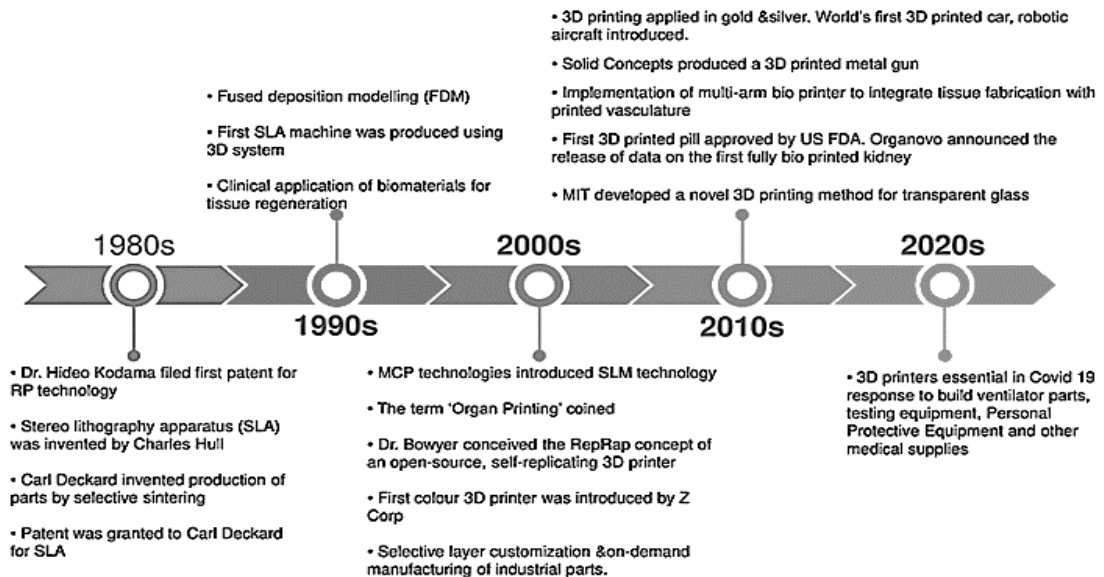 1980s
• Dr. Hideo Kodama filed first patent for
RP technology
• Stereo lithography apparatus (SLA)
was invented by Charles Hull
• Carl Deckard invented production of
parts by selective sintering
• Patent was granted to Carl Deckard
for SLA
• Fused deposition modelling (FDM)
• First SLA machine was produced using
3D system
• Clinical application of biomaterials for
tissue regeneration
1990s
2000s
• MCP technologies introduced SLM technology
• The term ‘Organ Printing’ coined
• Dr. Bowyer conceived the RepRap concept of
an open-source, self-replicating 3D printer
• First colour 3D printer was introduced by Z
Corp
• Selective layer customization &on-demand
manufacturing of industrial parts.
• 3D printing applied in gold &silver. World's first 3D printed car, robotic
aircraft introduced.
• Solid Concepts produced a 3D printed metal gun
• Implementation of multi-arm bio printer to integrate tissue fabrication with
printed vasculature
• First 3D printed pill approved by US FDA. Organovo announced the
release of data on the first fully bio printed kidney
• MIT developed a novel 3D printing method for transparent glass
2010s
2020s
• 3D printers essential in Covid 19
response to build ventilator parts,
testing equipment, Personal
Protective Equipment and other
medical supplies